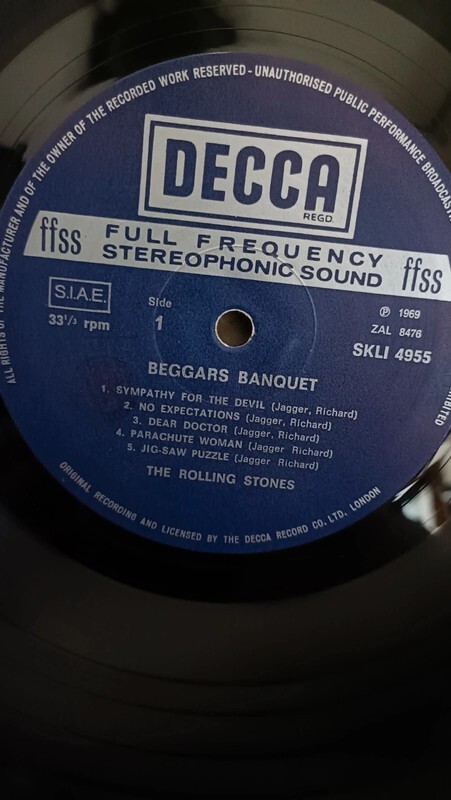 ALL RIGHTS OF THE MANUFACTURER AND OF THE OWNER OF THE RECORDED WORK RESERVED - UNAUTHORISED PUBLIC PERFORMANCE BROADCAST
DECCA
REGD.
ffss FULL FREQUENCY STEREOPHONIC SOUND ffss
S.I.A.E.
33 1/3 rpm
Side
1
℗ 1969
ZAL 8476
SKLI 4955
BEGGARS BANQUET
1. SYMPATHY FOR THE DEVIL (Jagger, Richard)
2. NO EXPECTATIONS (Jagger, Richard)
3. DEAR DOCTOR (Jagger, Richard)
4. PARACHUTE WOMAN (Jagger Richard)
5. JIG-SAW PUZZLE (Jagger Richard)
THE ROLLING STONES
ORIGINAL RECORDING AND LICENSED BY THE DECCA RECORD CO. LTD. LONDON